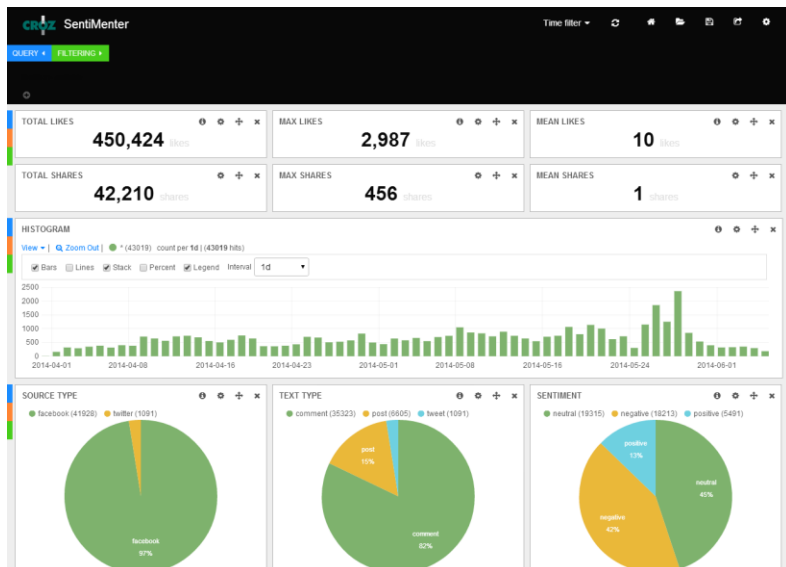 CROZ SentiMenter Time filter
QUERY FILTERING
TOTAL LIKES MAX LIKES MEAN LIKES
450,424 likes 2,987 likes 10 likes
TOTAL SHARES MAX SHARES MEAN SHARES
42,210 shares 456 shares 1 shares
HISTOGRAM
View | Zoom Out | * (43019) count per 1d | (43019 hits)
Bars Lines Stack Percent Legend Interval 1d
2500
2000
1500
1000
500
0
2014-04-01 2014-04-08 2014-04-16 2014-04-23 2014-05-01 2014-05-08 2014-05-16 2014-05-24 2014-06-01
SOURCE TYPE TEXT TYPE SENTIMENT
facebook (41928) twitter (1091) comment (35323) post (6605) tweet (1091) neutral (19315) negative (18213) positive (5491)
positive
13%
post
15%
neutral
45%
negative
42%
comment
82%
facebook
97%